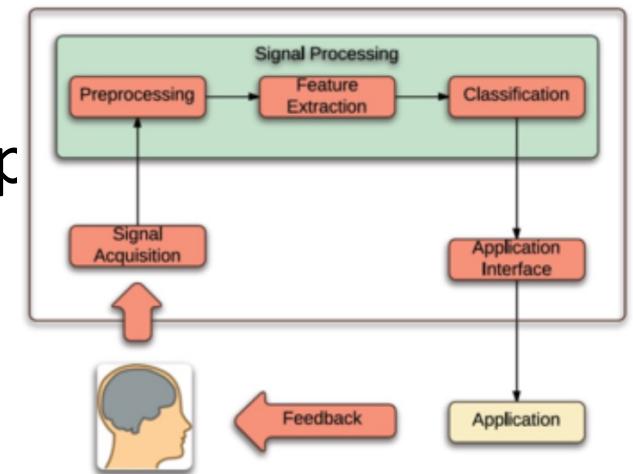 Signal Processing
Preprocessing
Feature
Extraction
Classification
p
Signal
Acquisition
Application
Interface
Feedback
Application